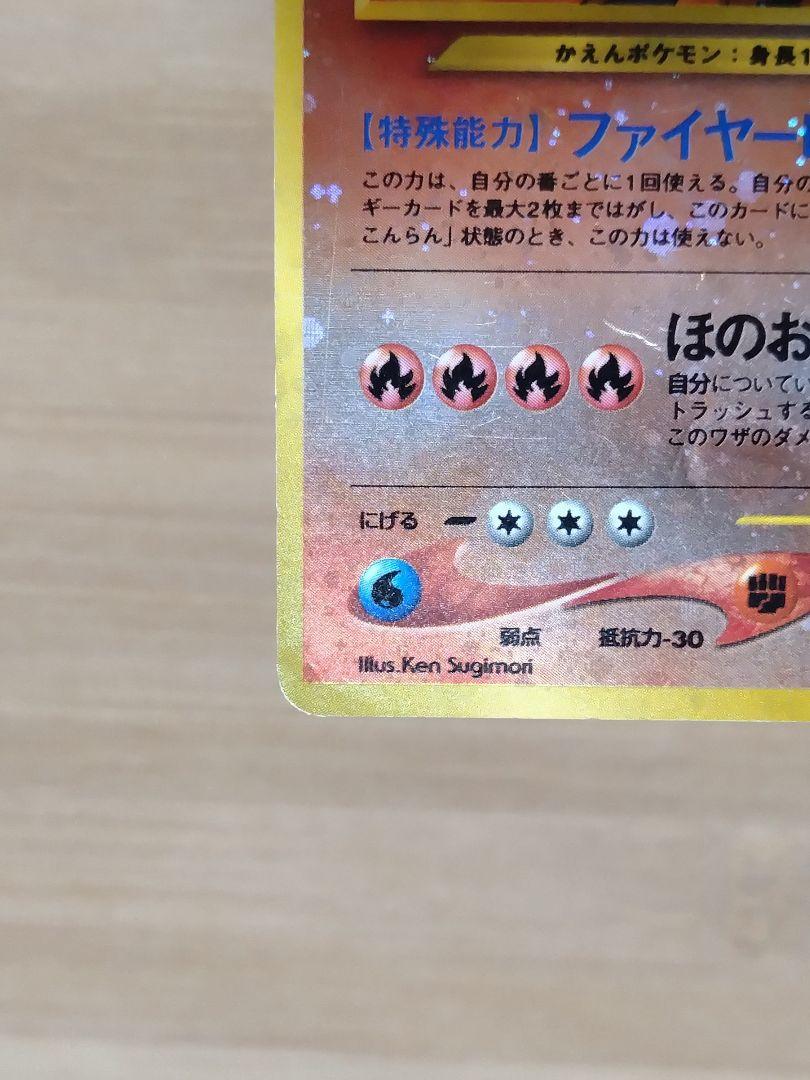 かえんポケモン：身長1
【特殊能力】ファイヤー
この力は、自分の番ごとに1回使える。自分の
ギーカードを最大2枚まではがし、このカードに
こんらん」状態のとき、この力は使えない。
ほのお
自分についてい
トラッシュする
このワザのダメ
にげる
弱点 抵抗力-30
Illus.Ken Sugimori